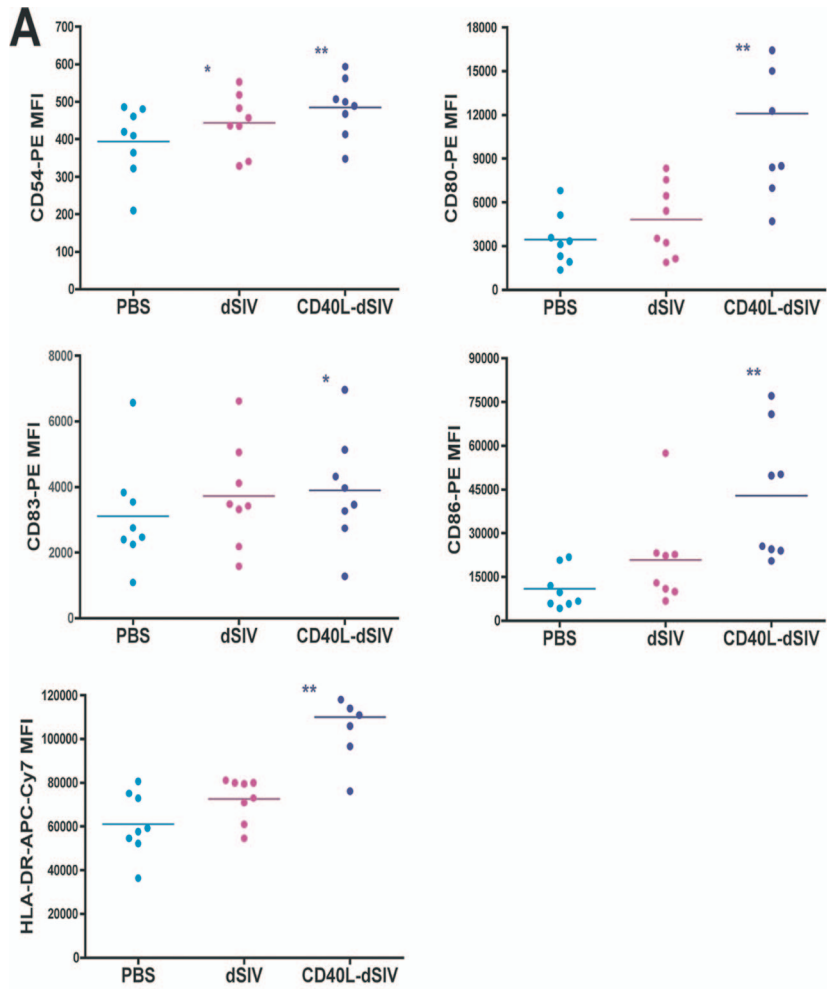 A
CD54-PE MFI
700
600
500
400
300
200
100
0
*
**
PBS
dSIV
CD40L-dSIV
CD80-PE MFI
18000
15000
12000
9000
6000
3000
0
**
PBS
dSIV
CD40L-dSIV
CD83-PE MFI
8000
6000
4000
2000
0
*
PBS
dSIV
CD40L-dSIV
CD86-PE MFI
90000
75000
60000
45000
30000
15000
0
**
PBS
dSIV
CD40L-dSIV
HLA-DR-APC-Cy7 MFI
120000
100000
80000
60000
40000
20000
0
**
PBS
dSIV
CD40L-dSIV